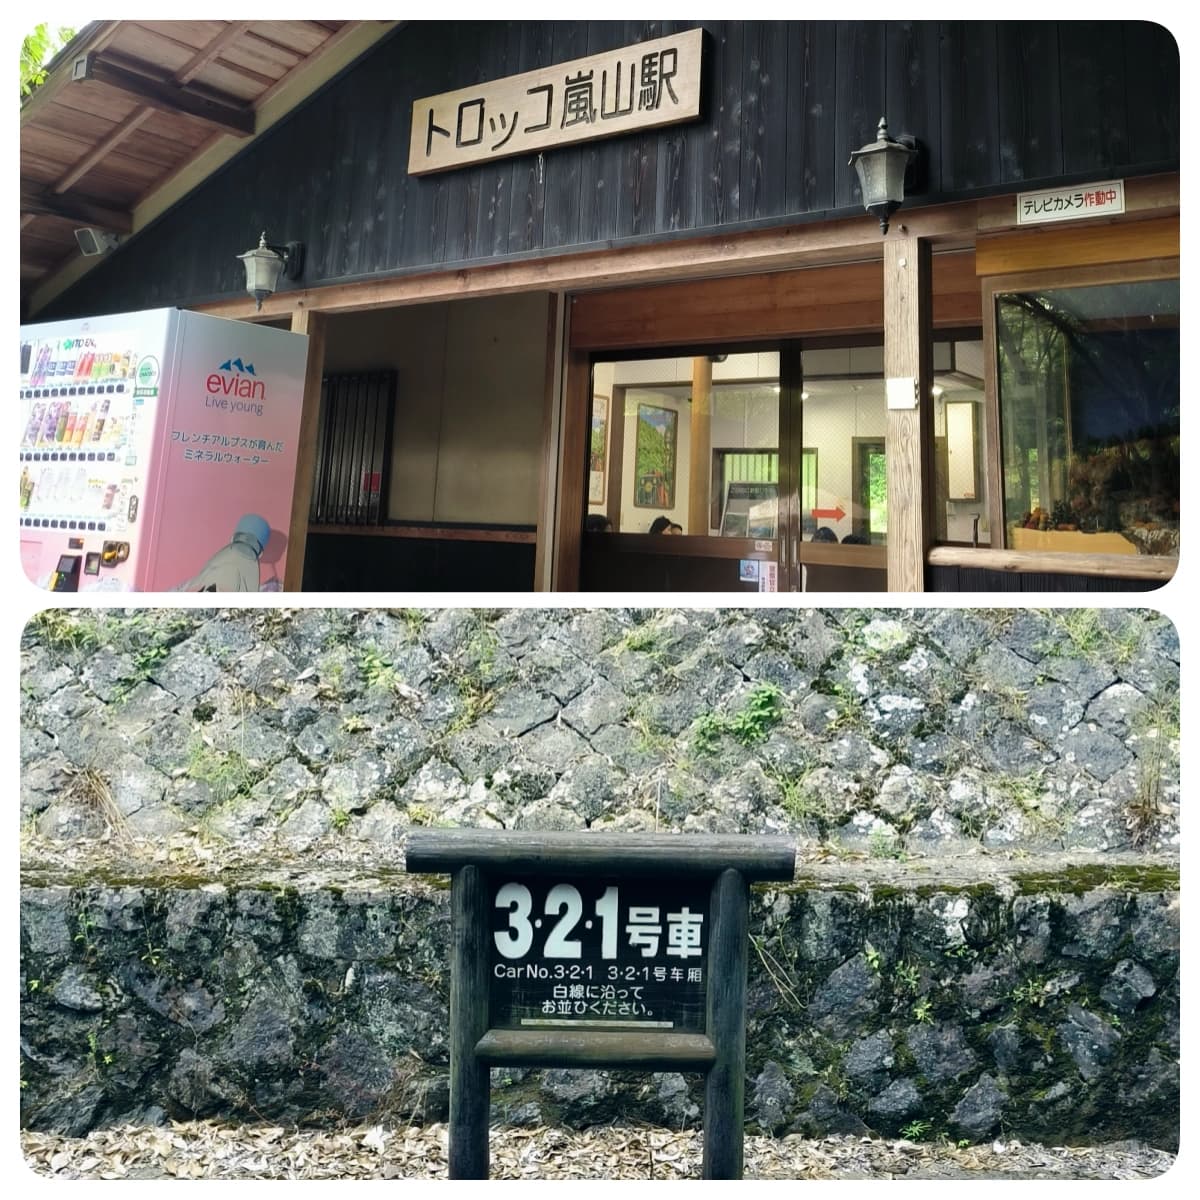 トロッコ嵐山駅
テレビカメラ作動中
ITO EN
evian
Live young
フレンチアルプスが育んだ
ミネラルウォーター
3·2·1号車
Car No.3·2·1 3·2·1号车厢
白線に沿って
お並びください。